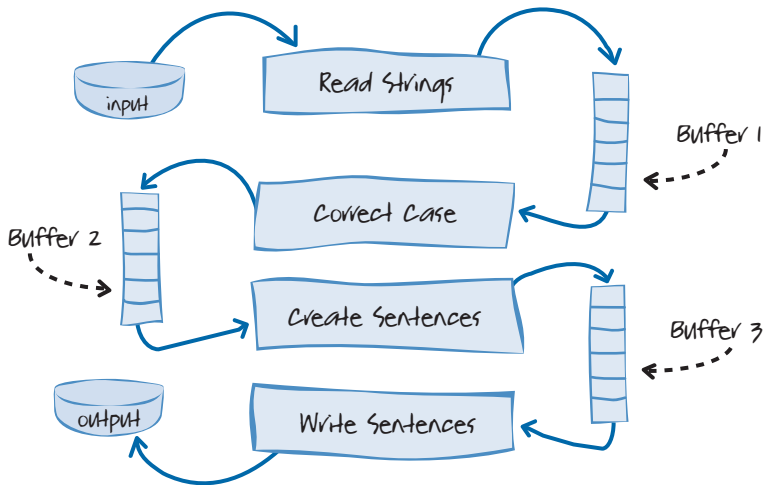 input
Read Strings
Buffer 1
Correct Case
Buffer 2
Create Sentences
Buffer 3
Write Sentences
output